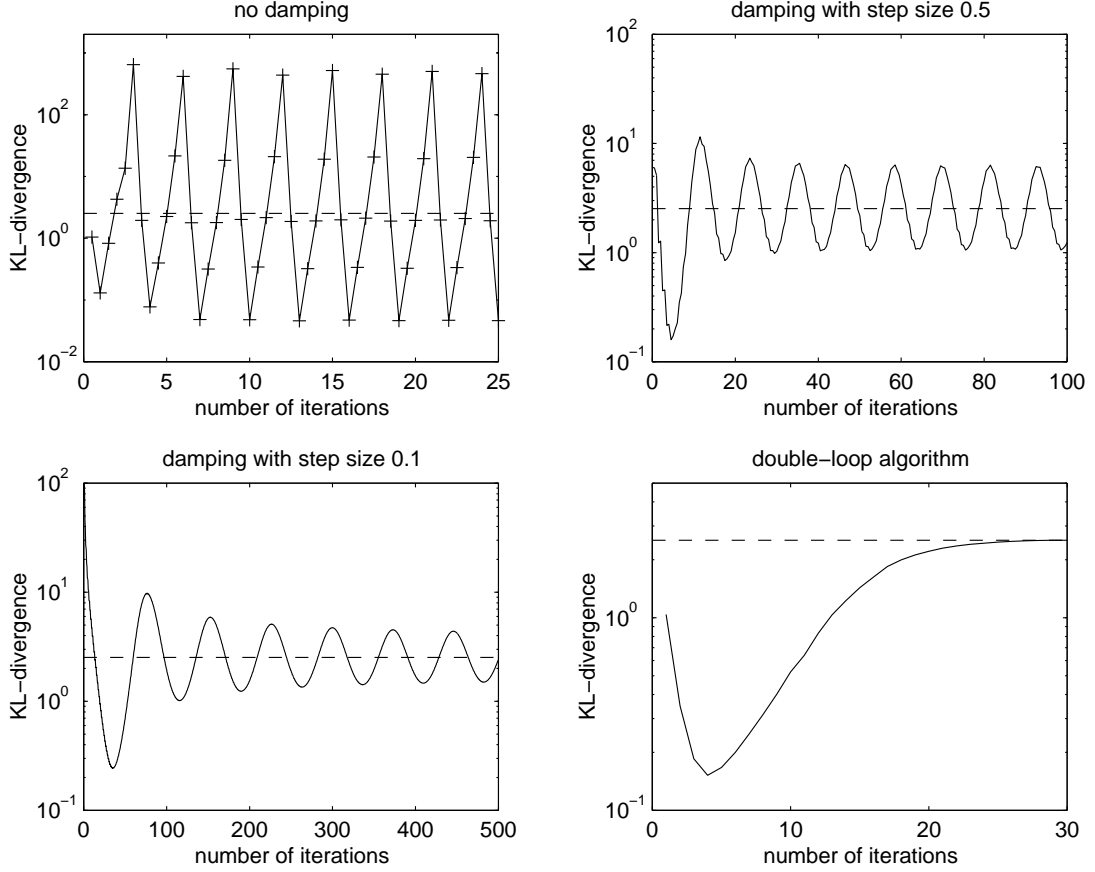 no damping
KL−divergence
10^2
10^0
10^−2
0 5 10 15 20 25
number of iterations
damping with step size 0.5
KL−divergence
10^2
10^1
10^0
10^−1
0 20 40 60 80 100
number of iterations
damping with step size 0.1
KL−divergence
10^2
10^1
10^0
10^−1
0 100 200 300 400 500
number of iterations
double−loop algorithm
KL−divergence
10^0
10^−1
0 10 20 30
number of iterations